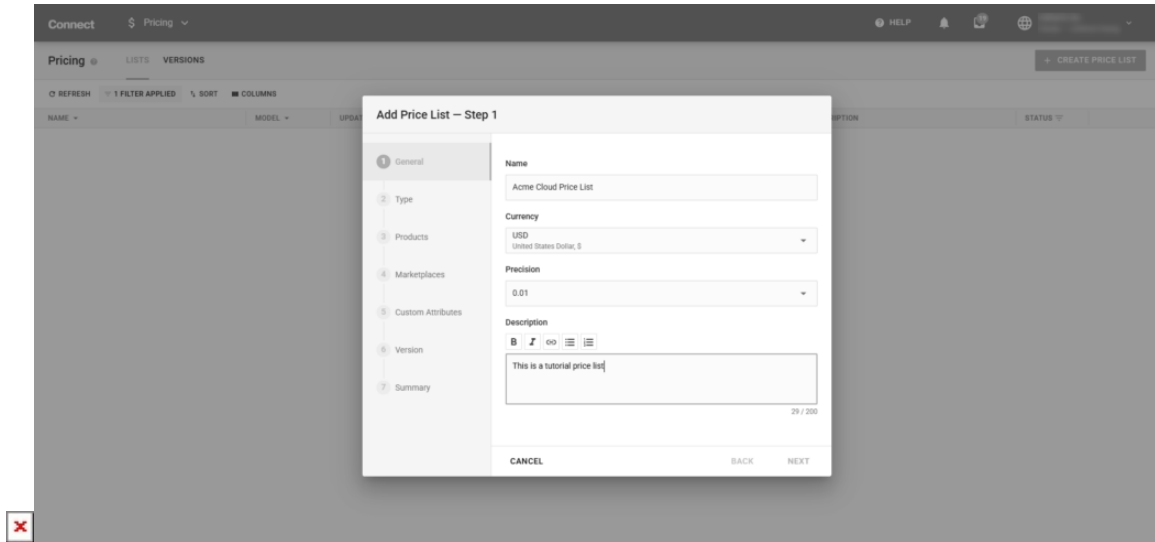 Connect $ Pricing HELP
Pricing LISTS VERSIONS + CREATE PRICE LIST
REFRESH 1 FILTER APPLIED SORT COLUMNS
NAME MODEL STATUS
Add Price List — Step 1
1 General
2 Type
3 Products
4 Marketplaces
5 Custom Attributes
6 Version
7 Summary
Name
Acme Cloud Price List
Currency
USD
United States Dollar, $
Precision
0.01
Description
B I
This is a tutorial price list
29 / 200
CANCEL BACK NEXT